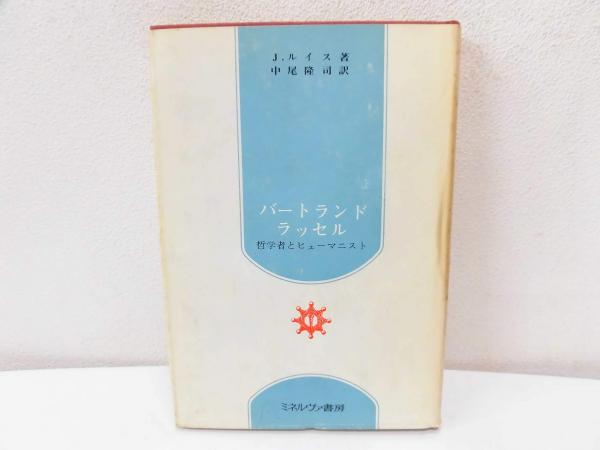 J.ルイス著
中尾隆司訳
バートランド
ラッセル
哲学者とヒューマニスト
ミネルヴァ書房